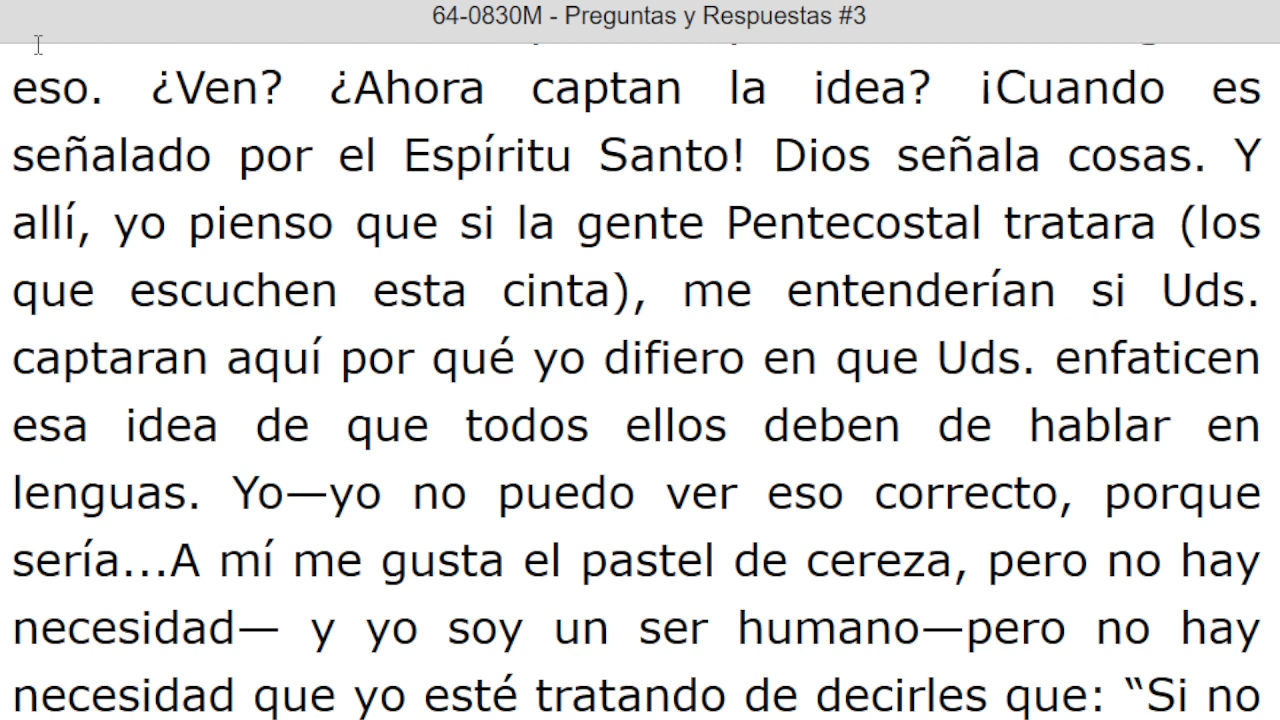 64-0830M - Preguntas y Respuestas #3
eso. ¿Ven? ¿Ahora captan la idea? ¡Cuando es
señalado por el Espíritu Santo! Dios señala cosas. Y
allí, yo pienso que si la gente Pentecostal tratara (los
que escuchen esta cinta), me entenderían si Uds.
captaran aquí por qué yo difiero en que Uds. enfaticen
esa idea de que todos ellos deben de hablar en
lenguas. Yo—yo no puedo ver eso correcto, porque
sería...A mí me gusta el pastel de cereza, pero no hay
necesidad— y yo soy un ser humano—pero no hay
necesidad que yo esté tratando de decirles que: “Si no